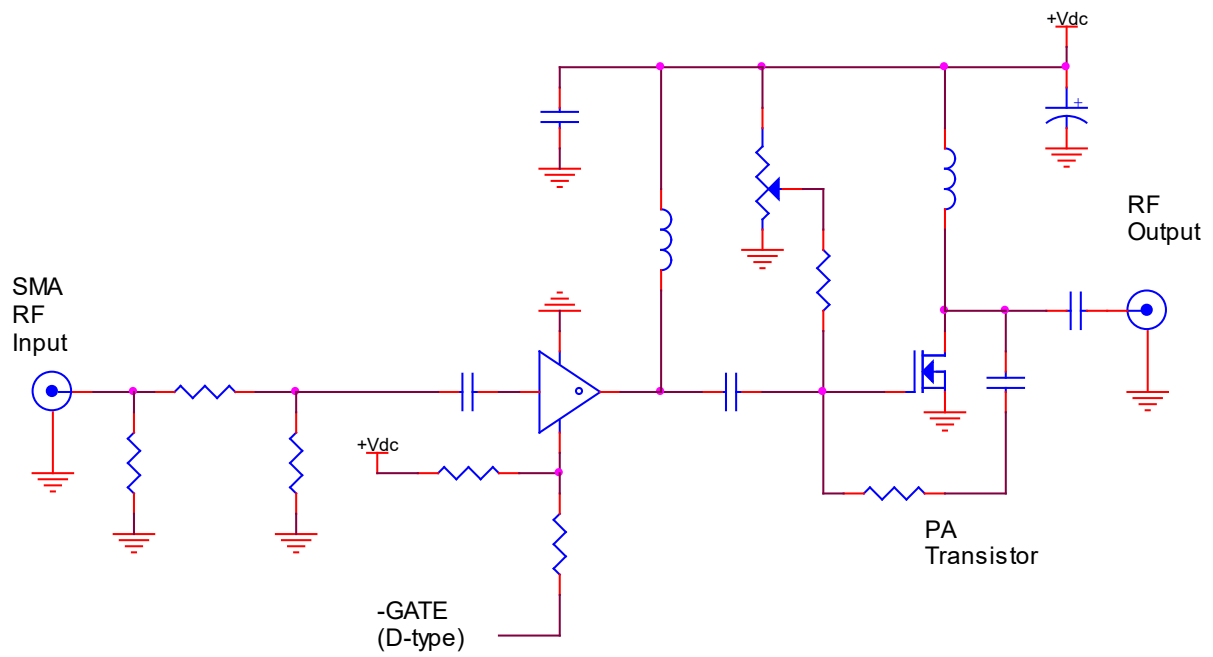 +Vdc
RF
Output
SMA
RF
Input
+Vdc
PA
Transistor
-GATE
(D-type)